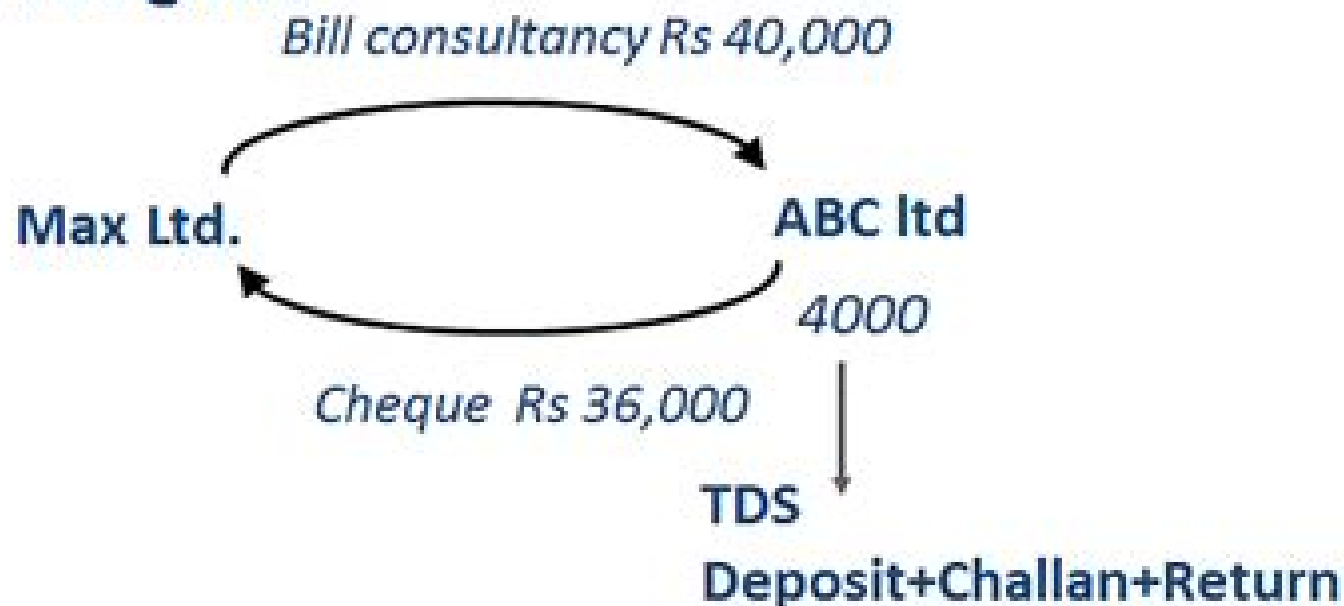 Bill consultancy Rs 40,000
Max Ltd.
ABC ltd
4000
Cheque Rs 36,000
TDS
Deposit+Challan+Return